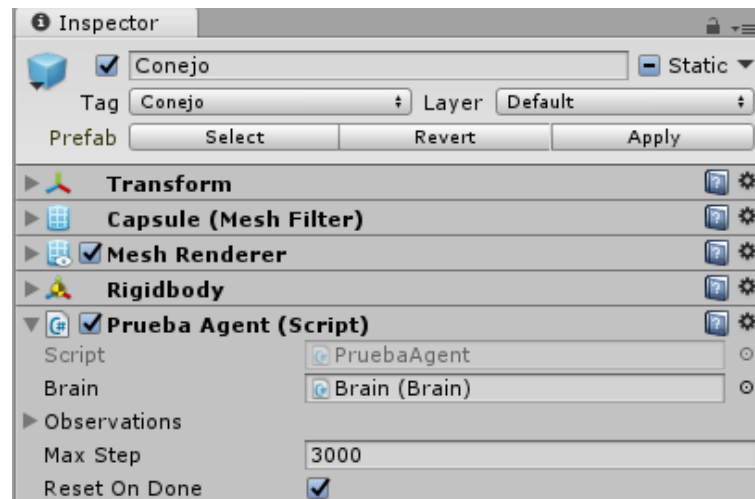 Inspector
Conejo Static
Tag Conejo Layer Default
Prefab Select Revert Apply
Transform
Capsule (Mesh Filter)
Mesh Renderer
Rigidbody
Prueba Agent (Script)
Script PruebaAgent
Brain Brain (Brain)
Observations
Max Step 3000
Reset On Done